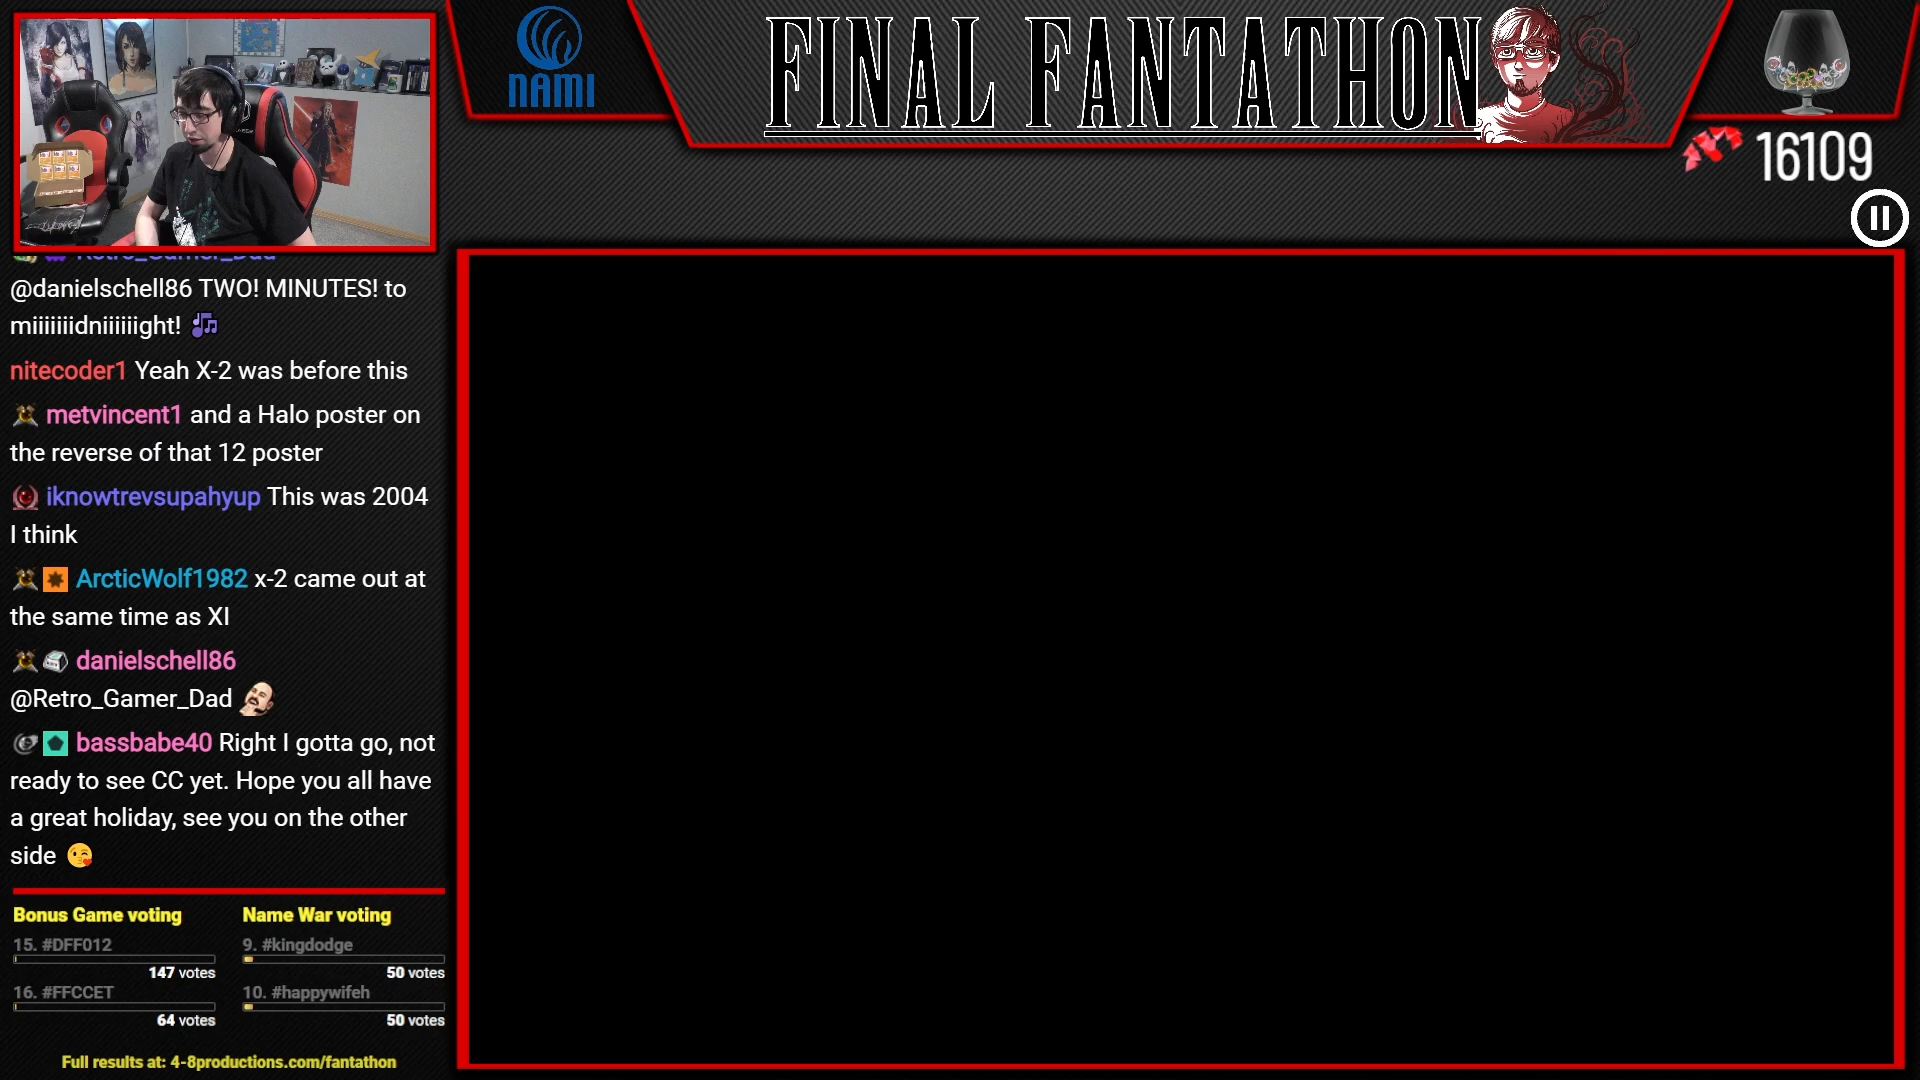 NAMI
FINAL FANTATHON
16109
Retro_Gamer_Dad
@danielschell86 TWO! MINUTES! to
miiiiiiidniiiiiight!
nitecoder1 Yeah X-2 was before this
metvincent1 and a Halo poster on
the reverse of that 12 poster
iknowtrevsupahyup This was 2004
I think
ArcticWolf1982 x-2 came out at
the same time as XI
danielschell86
@Retro_Gamer_Dad
bassbabe40 Right I gotta go, not
ready to see CC yet. Hope you all have
a great holiday, see you on the other
side
Bonus Game voting
15. #DFF012
147 votes
16. #FFCCET
64 votes
Name War voting
9. #kingdodge
50 votes
10. #happywifeh
50 votes
Full results at: 4-8productions.com/fantathon